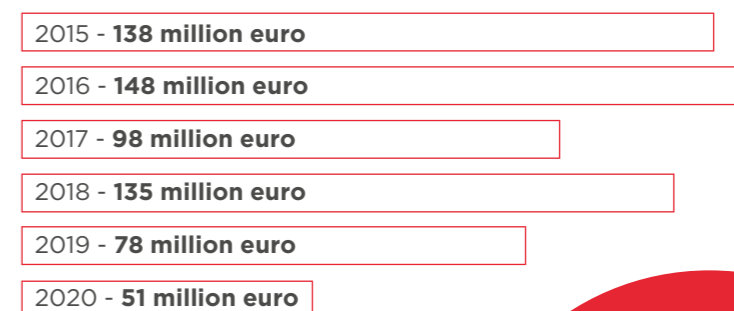 2015 - 138 million euro
2016 - 148 million euro
2017 - 98 million euro
2018 - 135 million euro
2019 - 78 million euro
2020 - 51 million euro